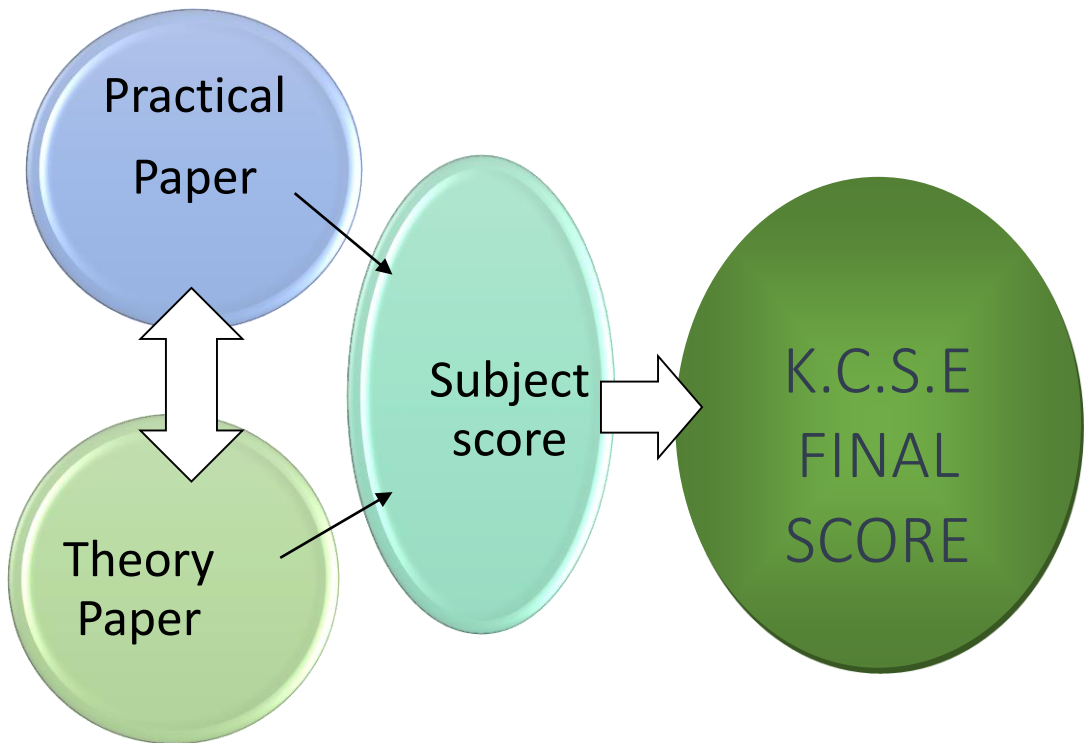 Practical
Paper
Subject
score
K.C.S.E
FINAL
SCORE
Theory
Paper